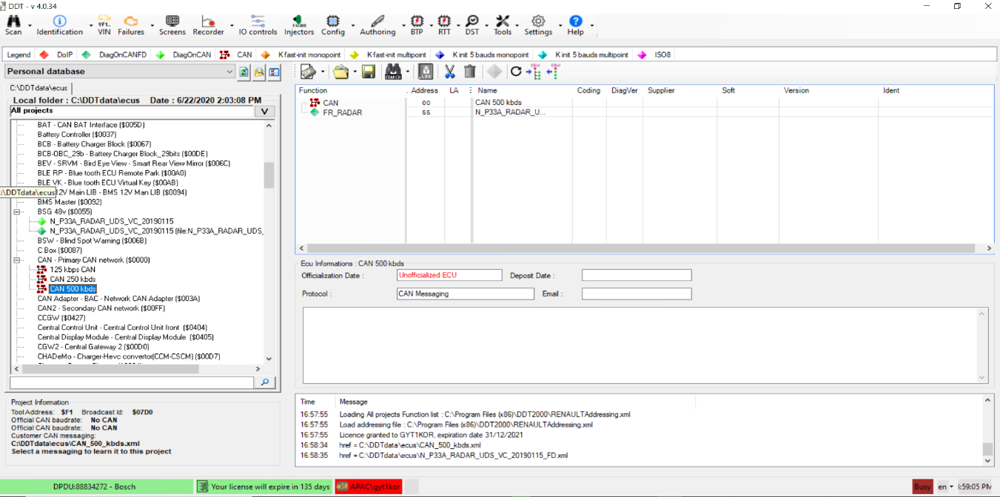 DDT - v 4.0.34
Scan Identification VIN Failures Screens Recorder IO controls Injectors Config Authoring BTP RTT DST Tools Settings Help
Legend DoIP DiagOnCANFD DiagOnCAN CAN K fast-init monopoint K fast-init multipoint K init 5 bauds monopoint K init 5 bauds multipoint ISO8
Personal database
C:\DDTdata\ecus
Local folder : C:\DDTdata\ecus Date : 6/22/2020 2:03:08 PM
All projects V
BAT - CAN BAT Interface ($005D)
Battery Controller ($0037)
BCB - Battery Charger Block ($0067)
BCB-OBC_29b - Battery Charger Block_29bits ($00DE)
BEV - SRVM - Bird Eye View - Smart Rear View Mirror ($006C)
BLE RP - Blue tooth ECU Remote Park ($00A0)
BLE VK - Blue tooth ECU Virtual Key ($00AB)
:\DDTdata\ecus 12V Main LIB - BMS 12V Man LIB ($0094)
BMS Master ($0092)
BSG 48v ($0055)
N_P33A_RADAR_UDS_VC_20190115
N_P33A_RADAR_UDS_VC_20190115 (file:N_P33A_RADAR_UDS_
BSW - Blind Spot Warning ($006B)
C Box ($0087)
CAN - Primary CAN network ($0000)
125 kbps CAN
CAN 250 kbds
CAN 500 kbds
CAN Adapter - BAC - Network CAN Adapter ($003A)
CAN2 - Secondary CAN network ($00FF)
CCGW ($0427)
Central Control Unit - Central Control Unit front ($0404)
Central Display Module - Central Display Module ($0405)
CGW2 - Central Gateway 2 ($00D0)
CHADeMo - Charger-Hevc convertor(CCM-CSCM) ($00D7)
Project Information
Tool Address: $F1 Broadcast Id: $07D0
Official CAN baudrate: No CAN
Official CAN baudrate: No CAN
Customer CAN messaging:
C:\DDTdata\ecus\CAN_500_kbds.xml
Select a messaging to learn it to this project
SEARCH LOG
Function Address LA Name Coding DiagVer Supplier Soft Version Ident
CAN 00 CAN 500 kbds
FR_RADAR 55 N_P33A_RADAR_U...
Ecu Informations : CAN 500 kbds
Officialization Date : Unofficialized ECU Deposit Date :
Protocol : CAN Messaging Email :
Time Message
16:57:55 Loading All projects Function list : C:\Program Files (x86)\DDT2000\RENAULTAddressing.xml
16:57:55 Load addressing file : C:\Program Files (x86)\DDT2000\RENAULTAddressing.xml
16:57:55 Licence granted to GYT1KOR, expiration date 31/12/2021
16:58:34 href = C:\DDTdata\ecus\CAN_500_kbds.xml
16:58:35 href = C:\DDTdata\ecus\N_P33A_RADAR_UDS_VC_20190115_FD.xml
DPDU:88834272 - Bosch Your license will expire in 135 days APAC\gyt1kor Busy en :59:05 PM